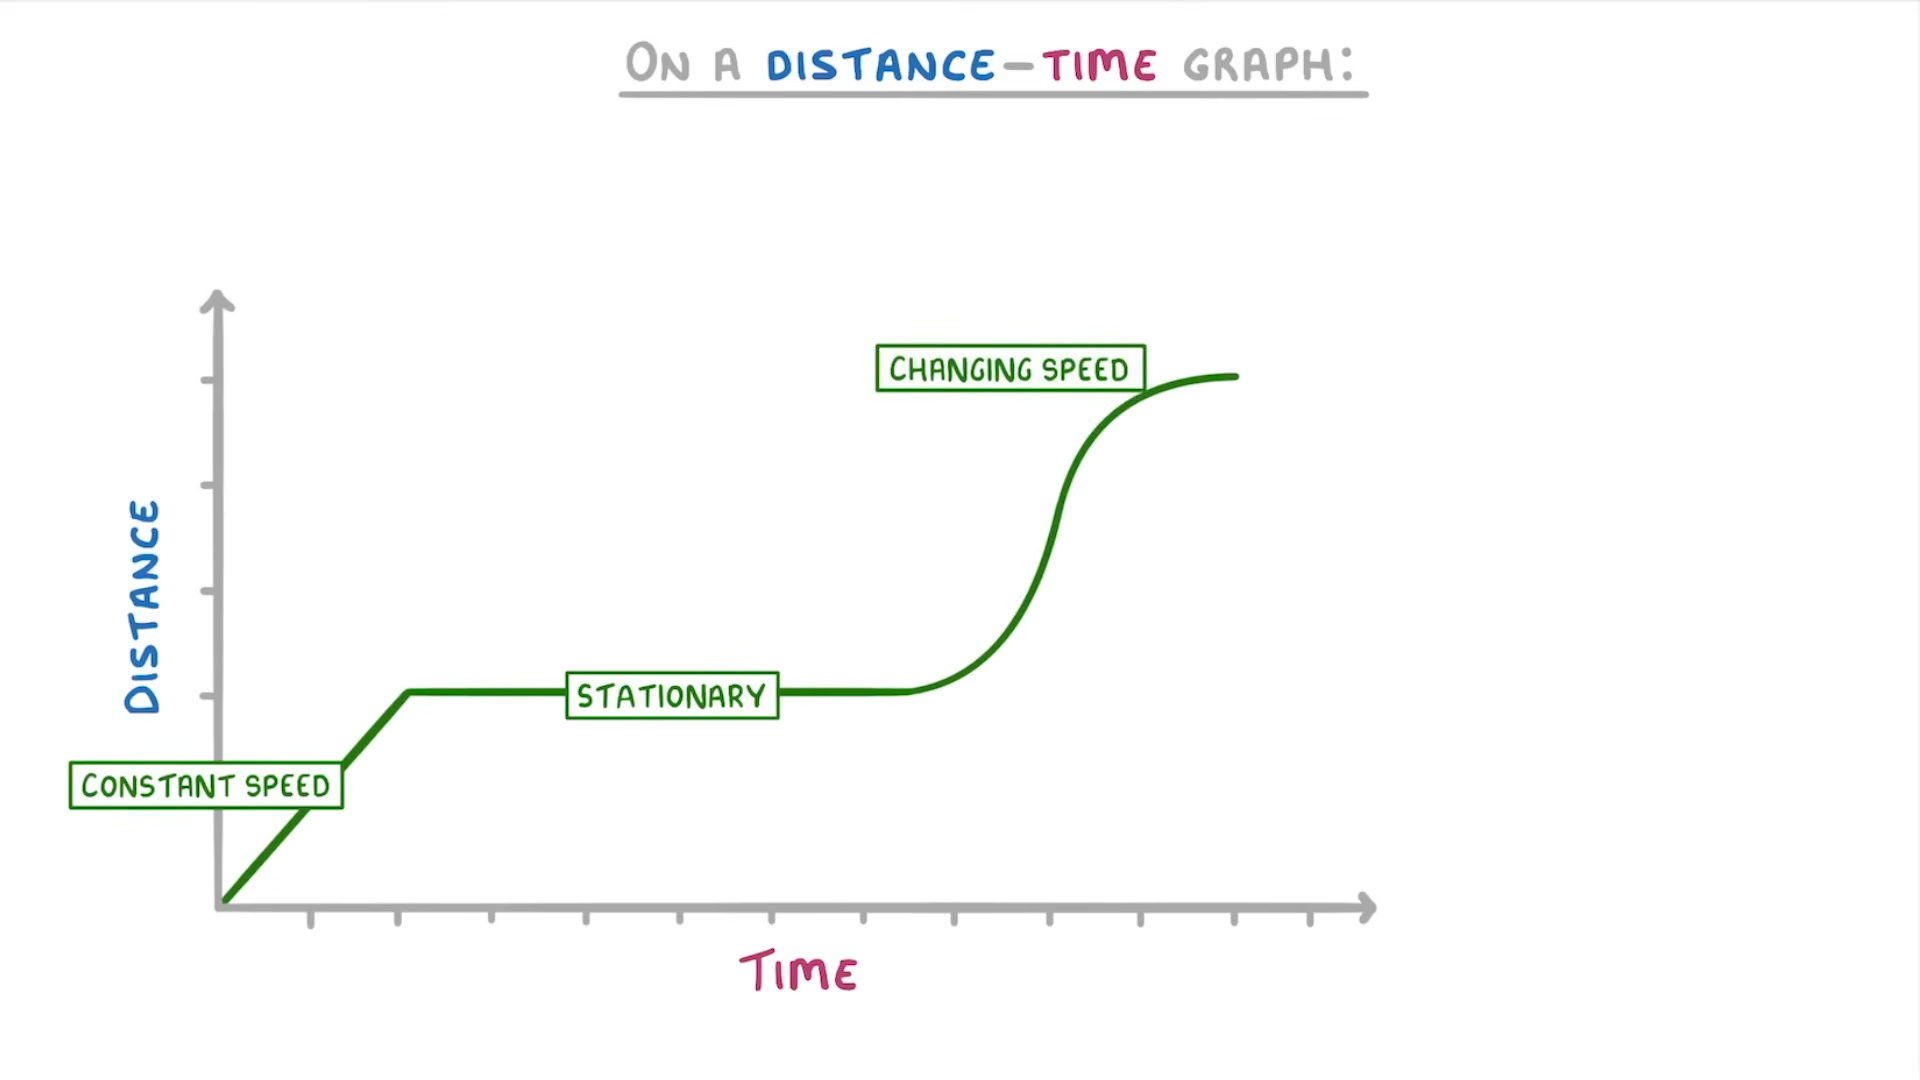 ON A DISTANCE-TIME GRAPH:
CHANGING SPEED
DISTANCE
STATIONARY
CONSTANT SPEED
TIME